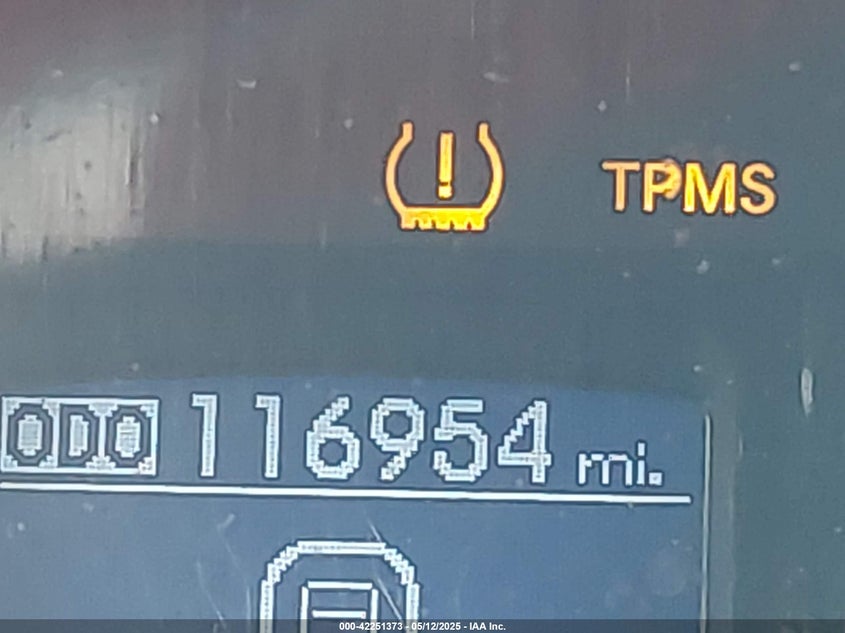 TPMS
ODO 116954 mi.
000-42251373 - 05/12/2025 - IAA Inc.